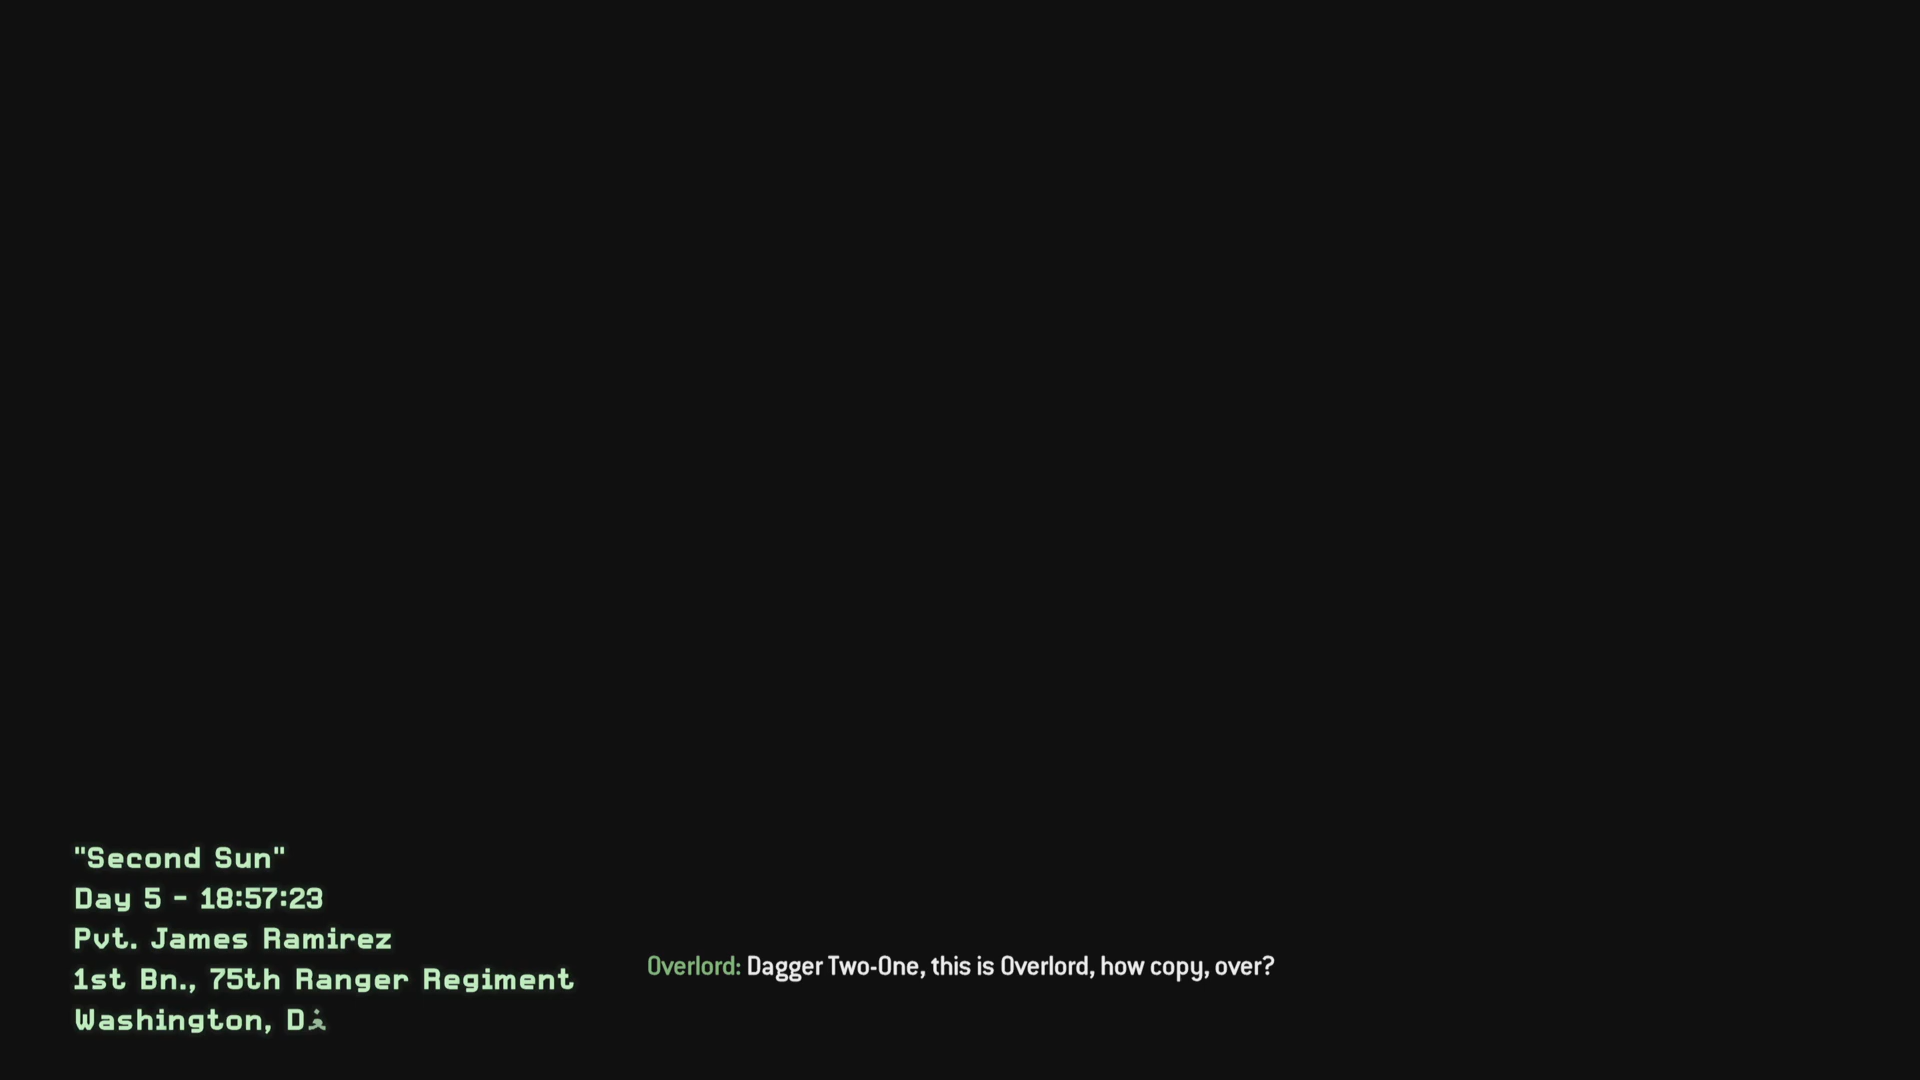 "Second Sun"
Day 5 - 18:57:23
Pvt. James Ramirez
1st Bn., 75th Ranger Regiment
Washington, D
Overlord: Dagger Two-One, this is Overlord, how copy, over?